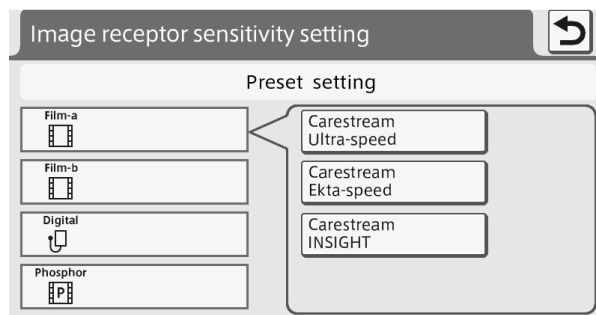 Image receptor sensitivity setting
Preset setting
Film-a
Film-b
Digital
Phosphor
P
Carestream
Ultra-speed
Carestream
Ekta-speed
Carestream
INSIGHT